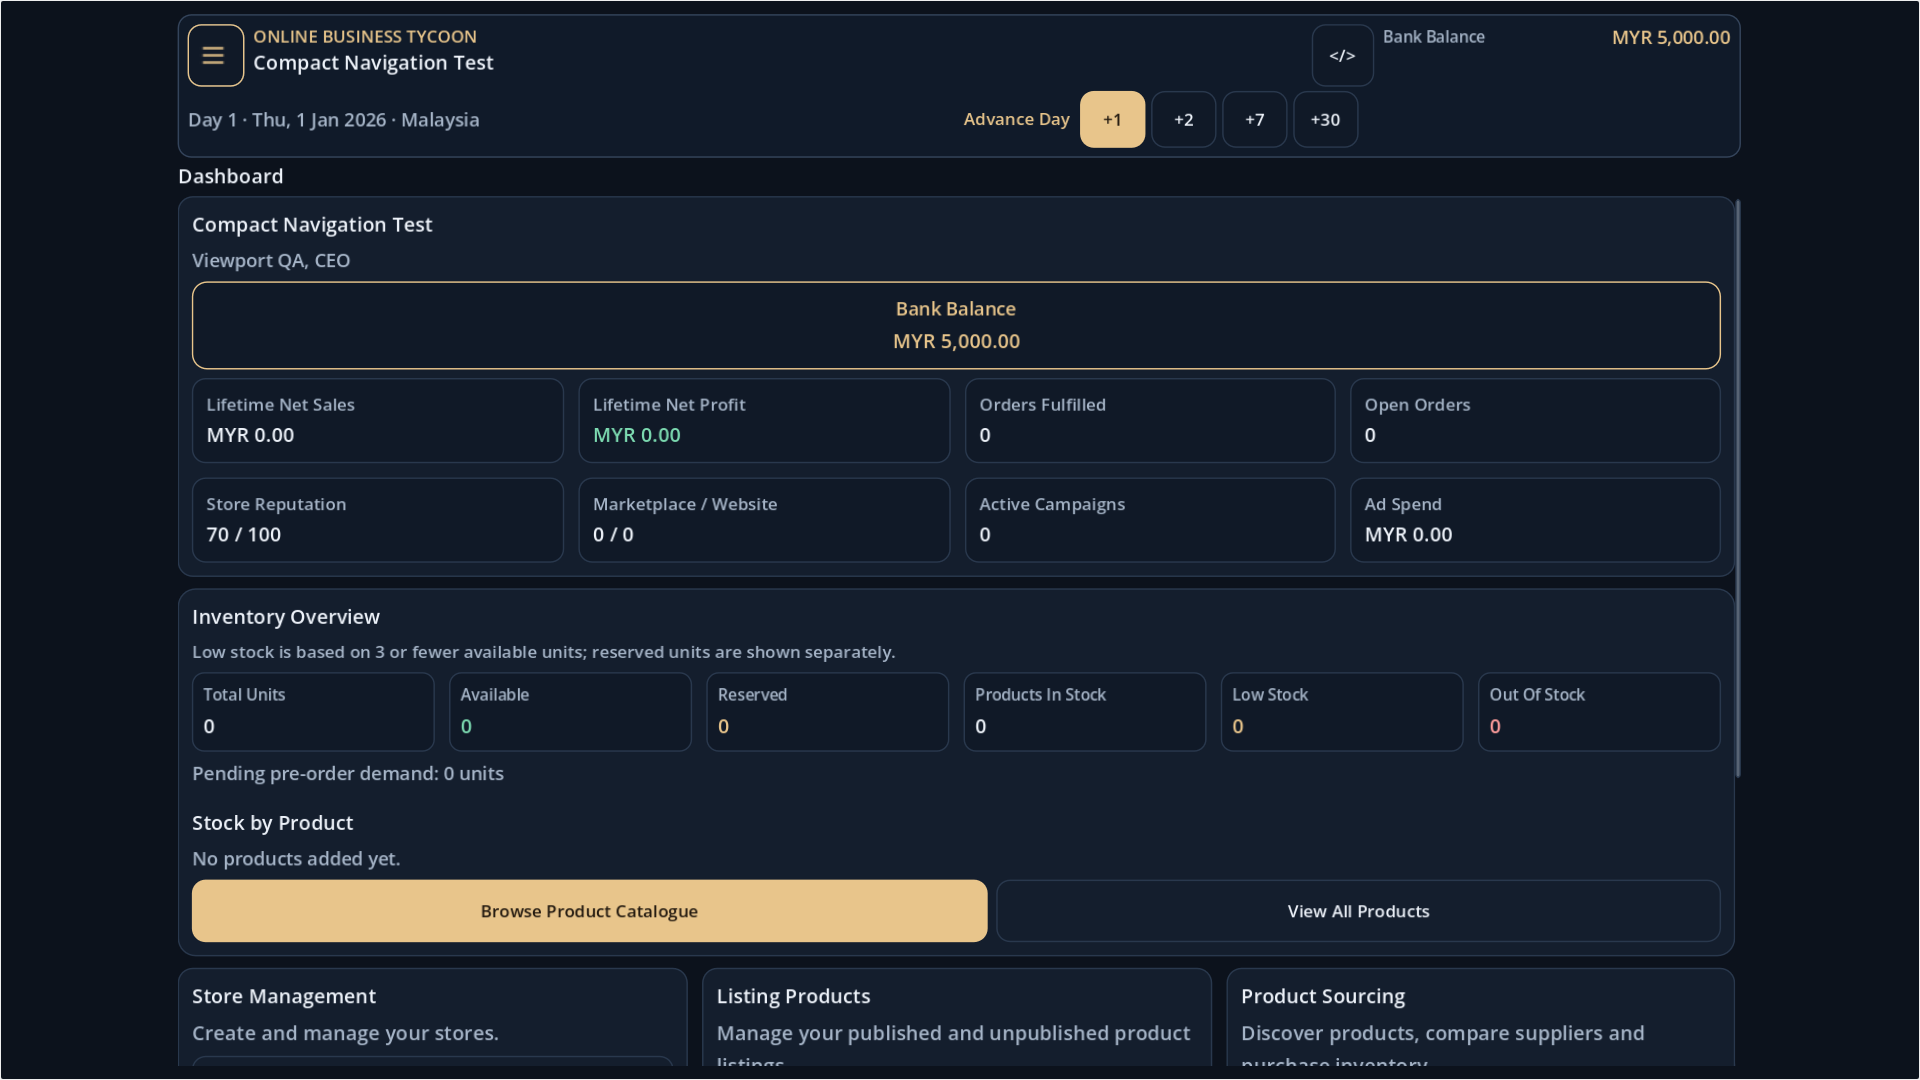 ONLINE BUSINESS TYCOON
Compact Navigation Test
</>
Bank Balance
MYR 5,000.00
Day 1 · Thu, 1 Jan 2026 · Malaysia
Advance Day
+1
+2
+7
+30
Dashboard
Compact Navigation Test
Viewport QA, CEO
Bank Balance
MYR 5,000.00
Lifetime Net Sales
MYR 0.00
Lifetime Net Profit
MYR 0.00
Orders Fulfilled
0
Open Orders
0
Store Reputation
70 / 100
Marketplace / Website
0 / 0
Active Campaigns
0
Ad Spend
MYR 0.00
Inventory Overview
Low stock is based on 3 or fewer available units; reserved units are shown separately.
Total Units
0
Available
0
Reserved
0
Products In Stock
0
Low Stock
0
Out Of Stock
0
Pending pre-order demand: 0 units
Stock by Product
No products added yet.
Browse Product Catalogue
View All Products
Store Management
Create and manage your stores.
Listing Products
Manage your published and unpublished product
listings
Product Sourcing
Discover products, compare suppliers and
purchase inventory